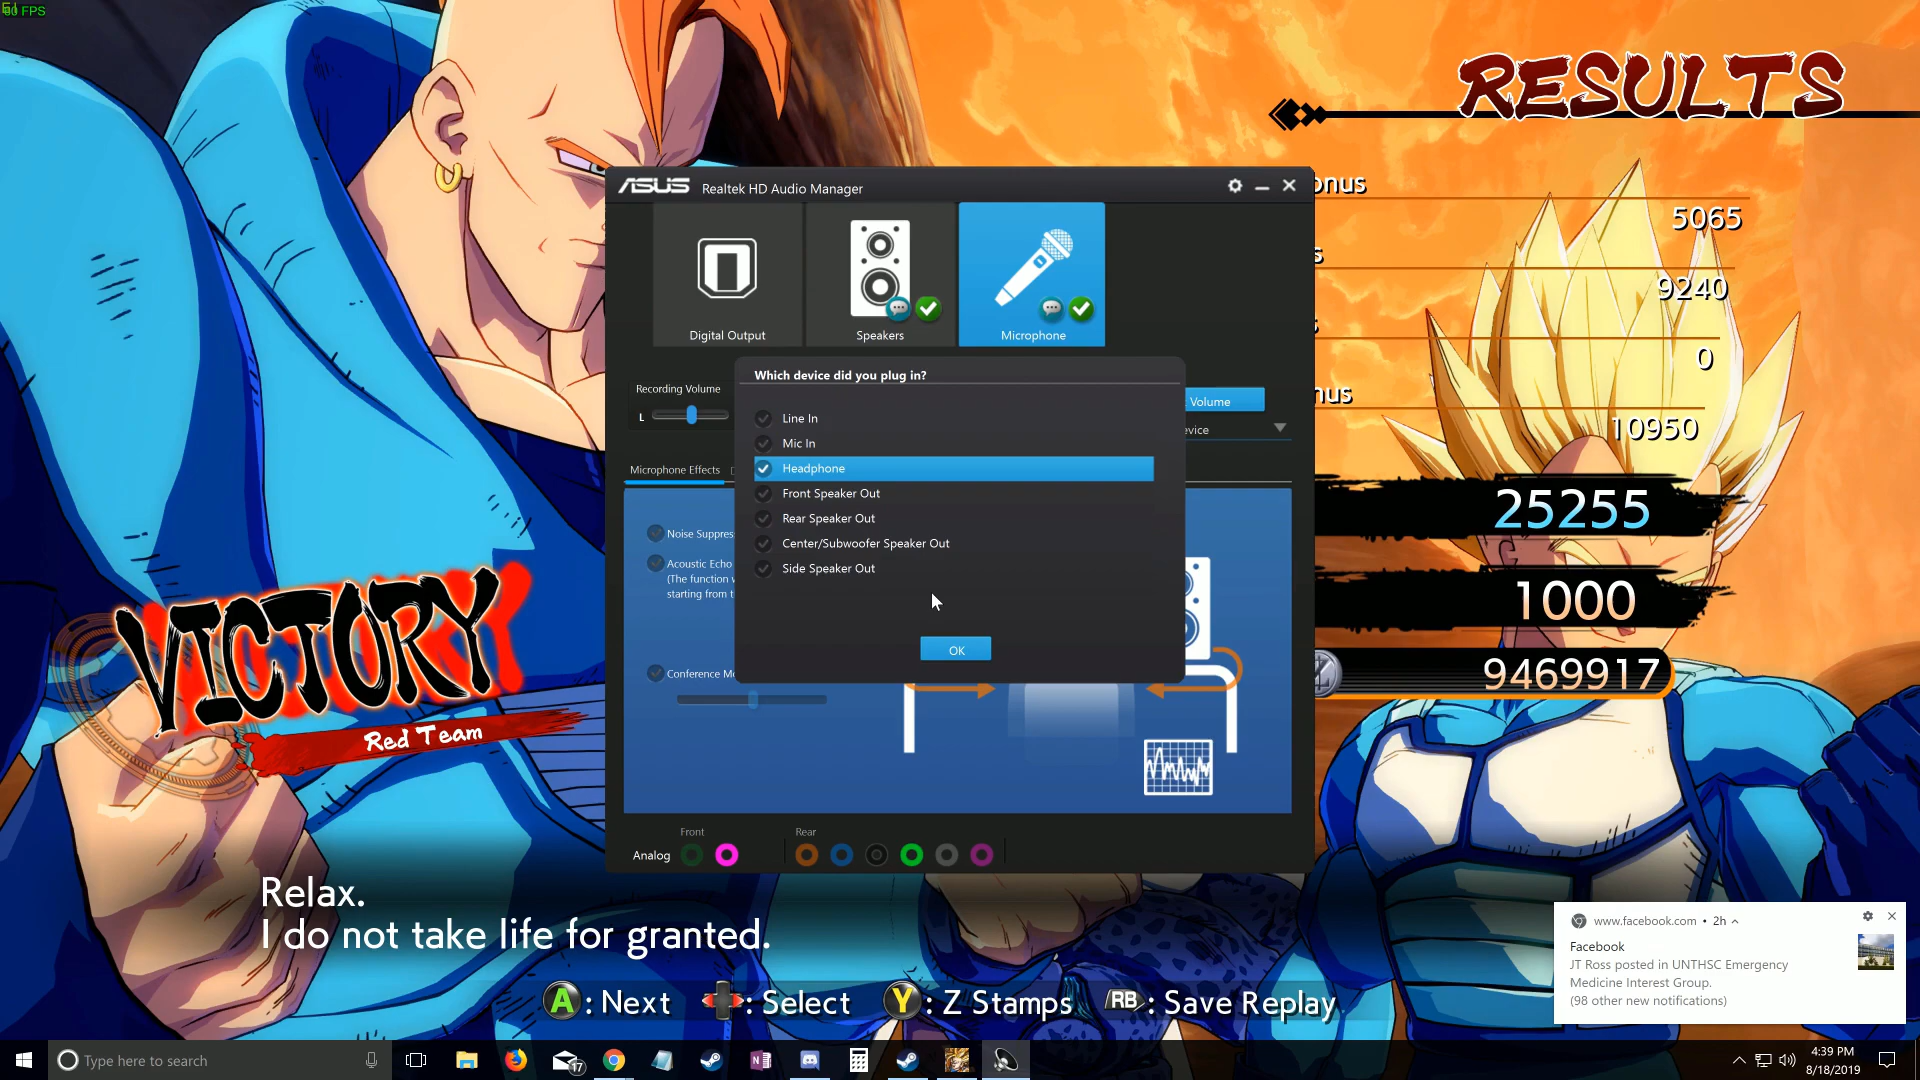 60 FPS
RESULTS
ASUS Realtek HD Audio Manager
onus
5065
s
9240
s
0
nus
10950
25255
1000
9469917
Digital Output
Speakers
Microphone
Recording Volume
L
Volume
evice
Which device did you plug in?
Line In
Mic In
Headphone
Front Speaker Out
Rear Speaker Out
Center/Subwoofer Speaker Out
Side Speaker Out
OK
Microphone Effects
Noise Suppres
Acoustic Echo
(The function w
starting from t
Conference Mo
Front
Rear
Analog
VICTORY
Red Team
Relax.
I do not take life for granted.
A : Next : Select Y : Z Stamps RB : Save Replay
www.facebook.com • 2h
Facebook
JT Ross posted in UNTHSC Emergency
Medicine Interest Group.
(98 other new notifications)
Type here to search
17
4:39 PM
8/18/2019